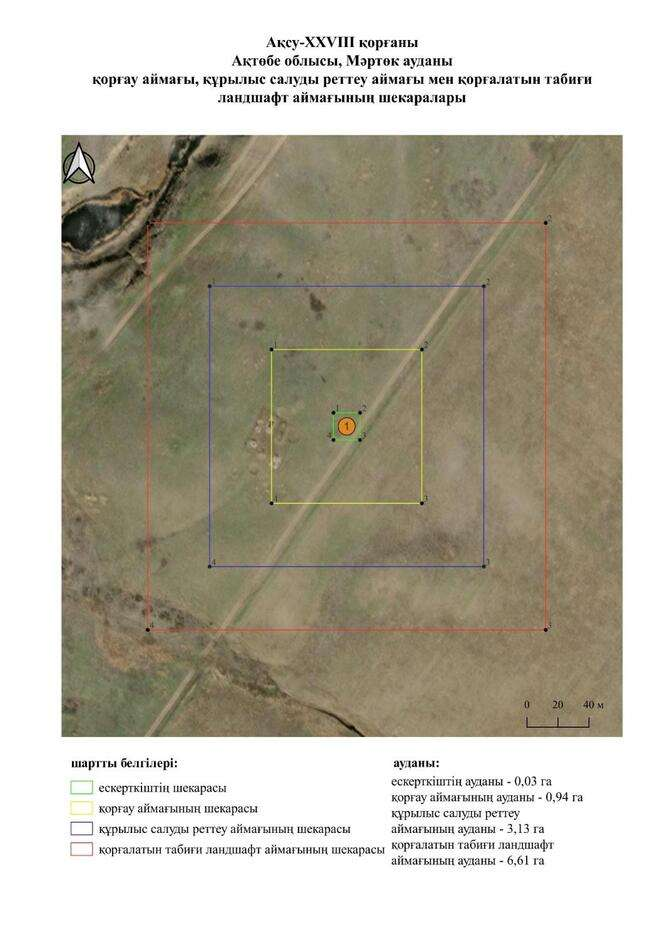 Ақсу-XXVIII қорғаны
Ақтөбе облысы, Мәртөк ауданы
қорғау аймағы, құрылыс салуды реттеу аймағы мен қорғалатын табиғи
ландшафт аймағының шекаралары
2
1 2
1 2
1 2
1
4 3
4 3
4 3
4 3
0 20 40 м
шартты белгілері:
ескерткіштің шекарасы
қорғау аймағының шекарасы
құрылыс салуды реттеу аймағының шекарасы
қорғалатын табиғи ландшафт аймағының шекарасы
ауданы:
ескерткіштің ауданы - 0,03 га
қорғау аймағының ауданы - 0,94 га
құрылыс салуды реттеу
аймағының ауданы - 3,13 га
қорғалатын табиғи ландшафт
аймағының ауданы - 6,61 га